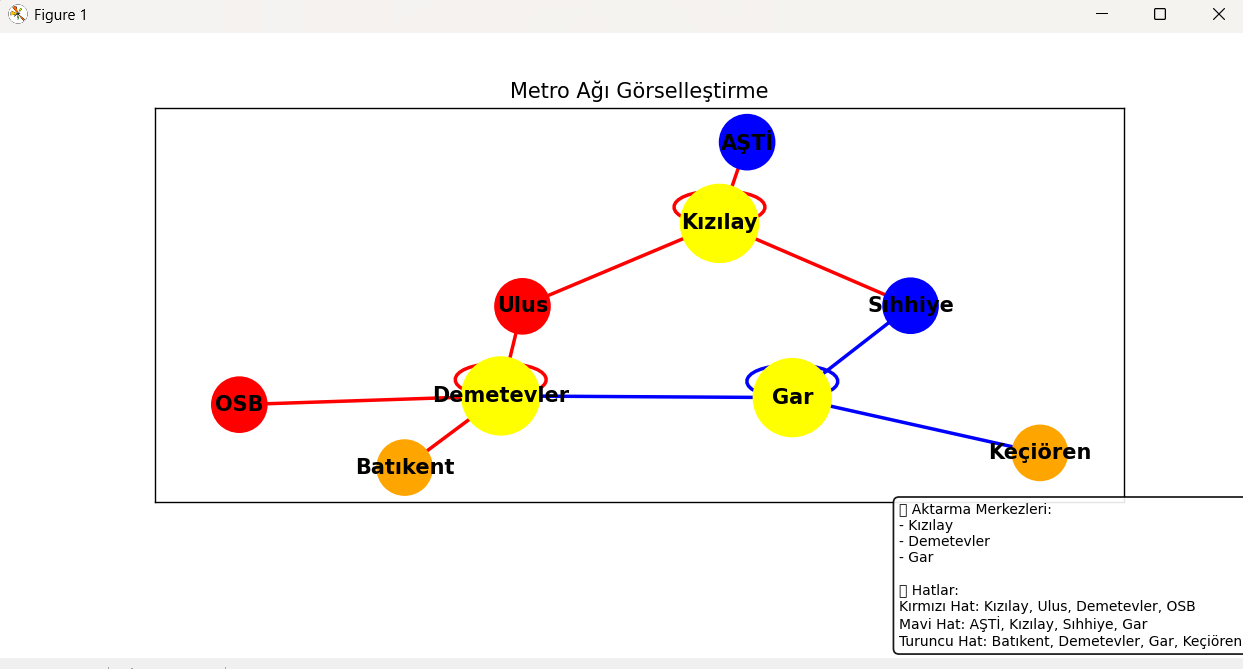 Figure 1
Metro Ağı Görselleştirme
AŞTİ
Kızılay
Ulus
Sıhhiye
Demetevler
Gar
OSB
Batıkent
Keçiören
Aktarma Merkezleri:
- Kızılay
- Demetevler
- Gar
Hatlar:
Kırmızı Hat: Kızılay, Ulus, Demetevler, OSB
Mavi Hat: AŞTİ, Kızılay, Sıhhiye, Gar
Turuncu Hat: Batıkent, Demetevler, Gar, Keçiören